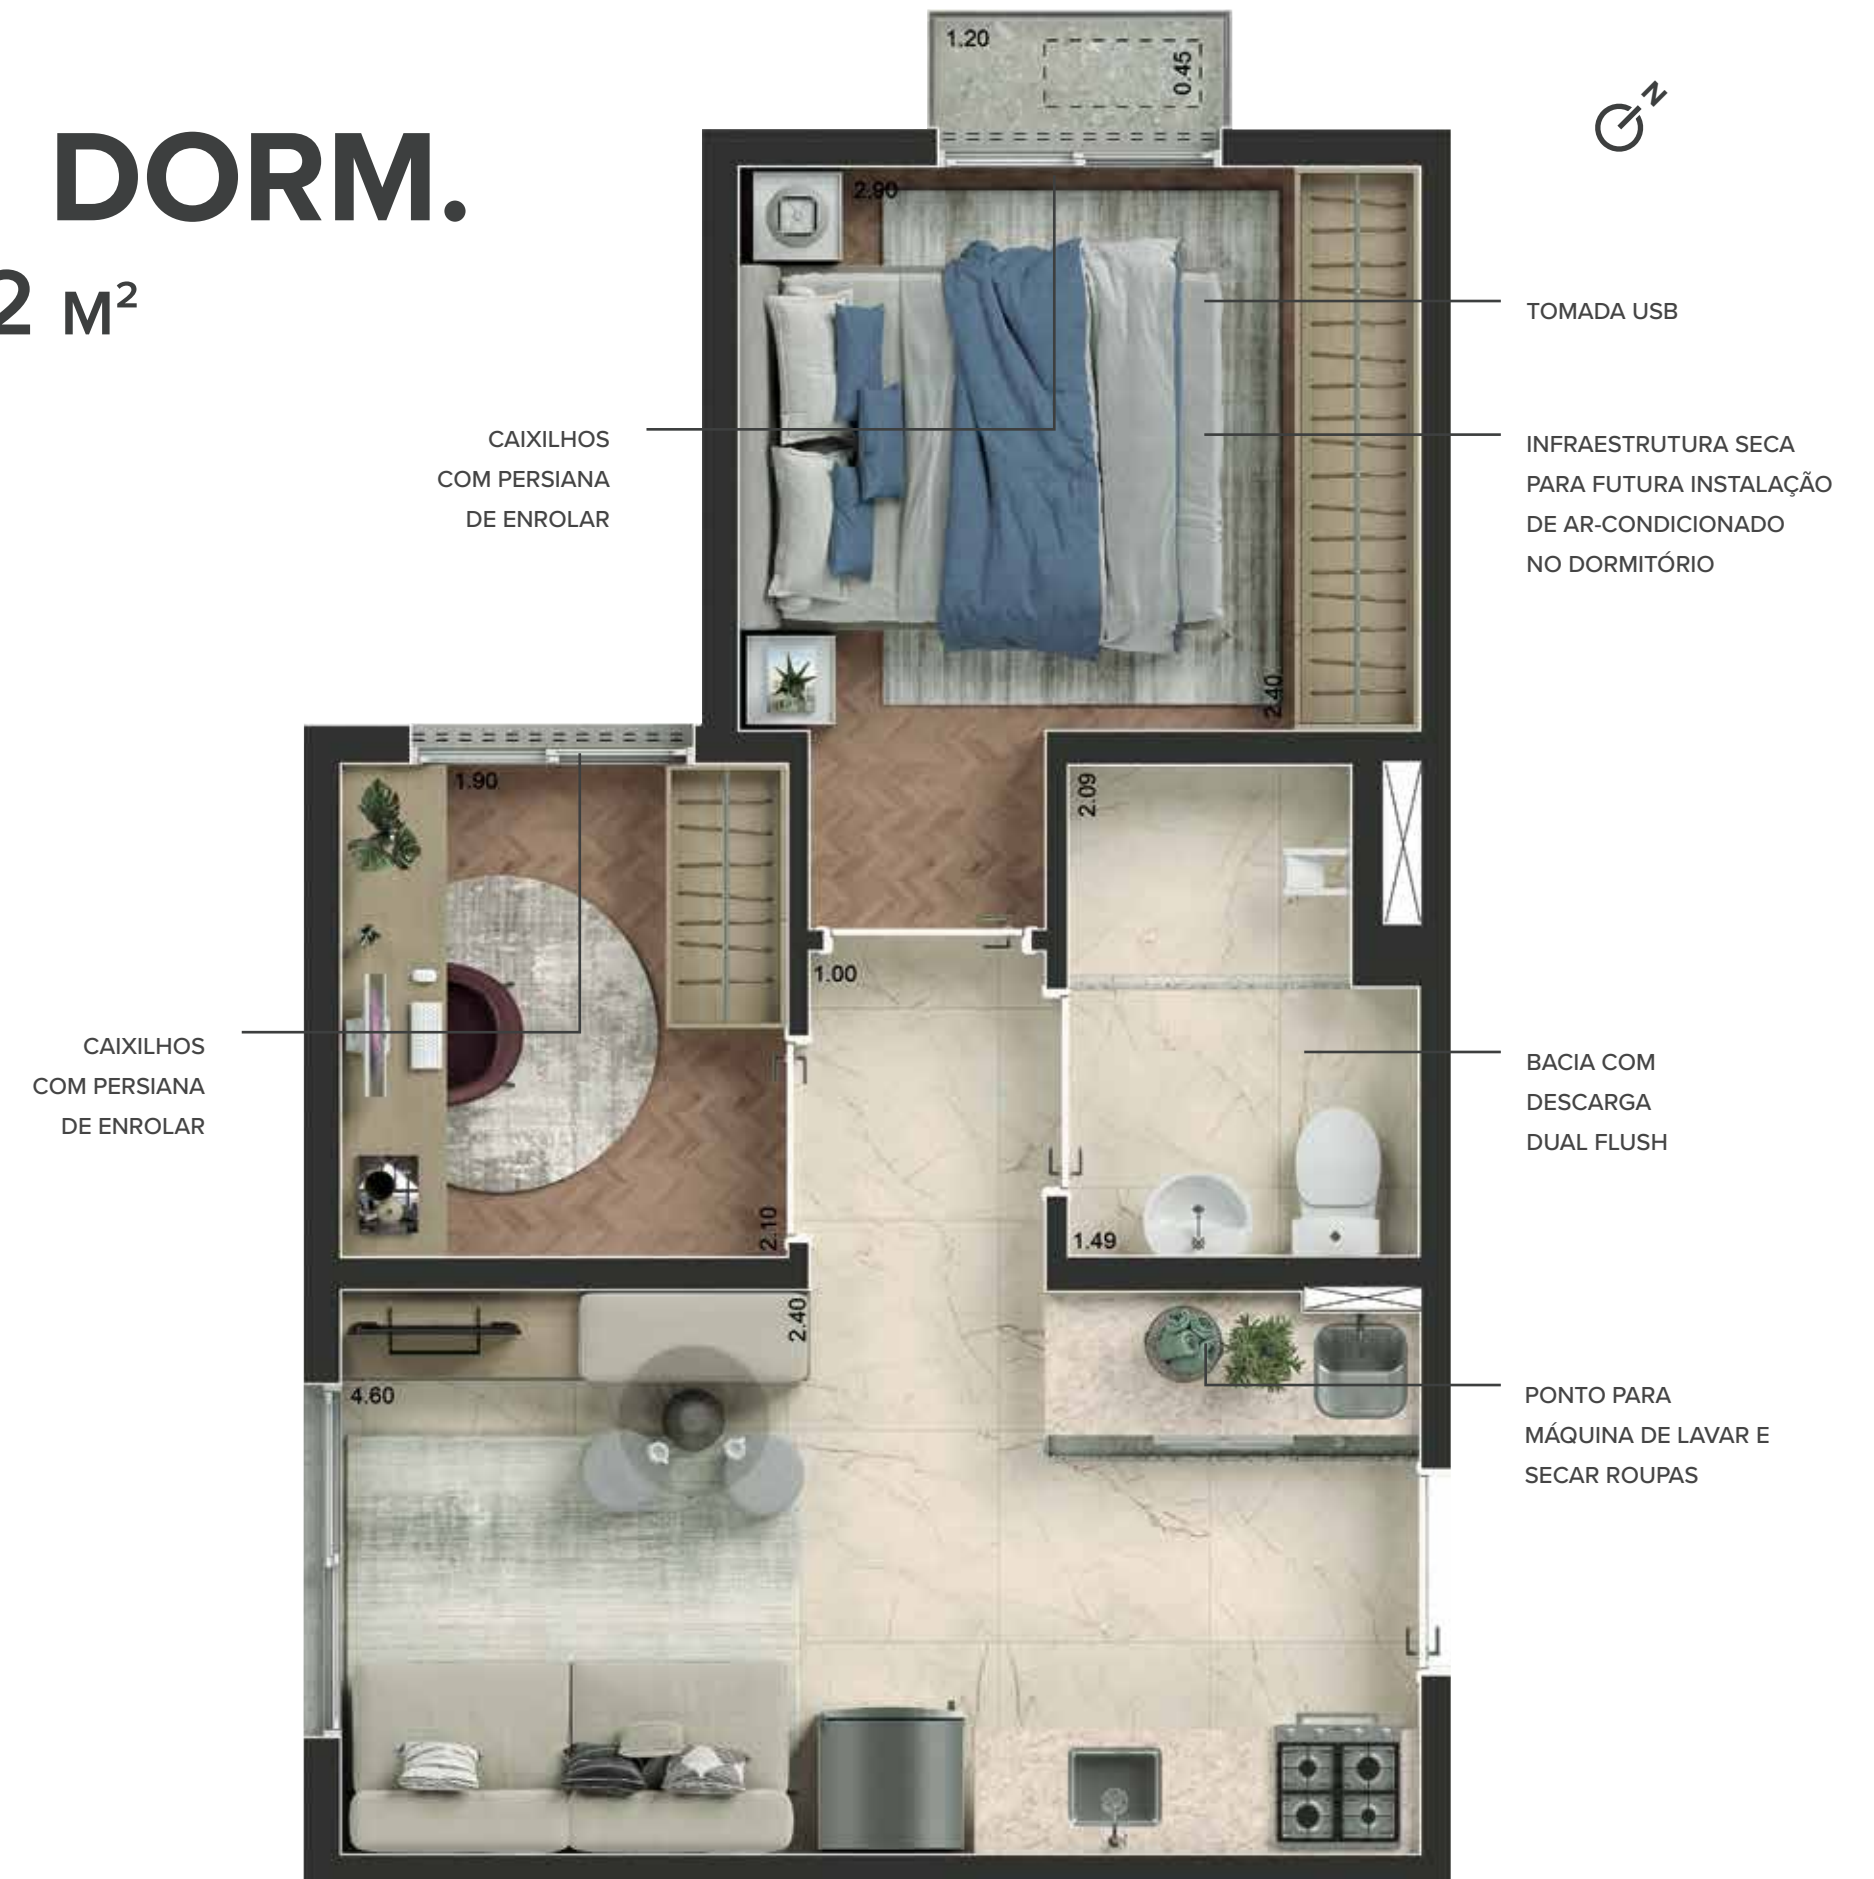 DORM.
2 M²
N
1.20
0.45
2.90
TOMADA USB
CAIXILHOS
COM PERSIANA
DE ENROLAR
INFRAESTRUTURA SECA
PARA FUTURA INSTALAÇÃO
DE AR-CONDICIONADO
NO DORMITÓRIO
2.40
1.90
2.09
1.00
CAIXILHOS
COM PERSIANA
DE ENROLAR
BACIA COM
DESCARGA
DUAL FLUSH
2.10
1.49
2.40
4.60
PONTO PARA
MÁQUINA DE LAVAR E
SECAR ROUPAS